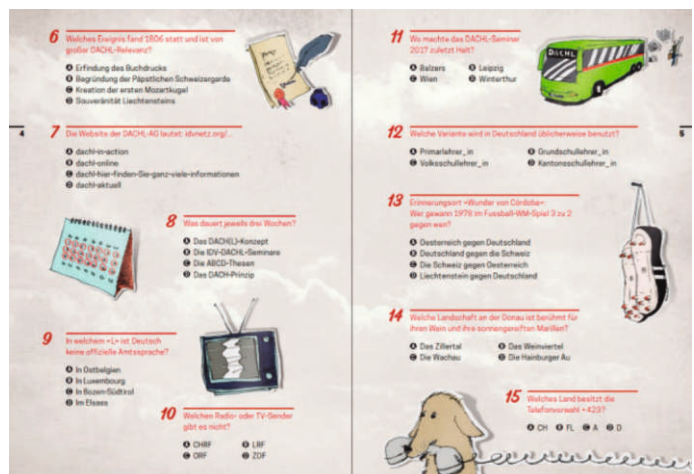 6 Welches Ereignis fand 1806 statt und ist von
großer DACHL-Relevanz?
A Erfindung des Buchdrucks
B Begründung der Päpstlichen Schweizergarde
C Kreation der ersten Mozartkugel
D Souveränität Liechtensteins
4
7 Die Website der DACHL-AG lautet: idvnetz.org/...
A dachl-in-action
B dachl-online
C dachl-hier-finden-Sie-ganz-viele-informationen
D dachl-aktuell
8 Was dauert jeweils drei Wochen?
A Das DACH(L)-Konzept
B Die IDV-DACHL-Seminare
C Die ABCD-Thesen
D Das DACH-Prinzip
9 In welchem «L» ist Deutsch
keine offizielle Amtssprache?
A In Ostbelgien
B In Luxembourg
C In Bozen-Südtirol
D Im Elsass
10 Welchen Radio- oder TV-Sender
gibt es nicht?
A CHRF B LRF
C ORF D ZDF
11 Wo machte das DACHL-Seminar
2017 zuletzt Halt?
A Balzers B Leipzig
C Wien D Winterthur
DACHL
5
12 Welche Variante wird in Deutschland üblicherweise benutzt?
A Primarlehrer_in B Grundschullehrer_in
C Volksschullehrer_in D Kantonsschullehrer_in
13 Erinnerungsort «Wunder von Córdoba»:
Wer gewann 1978 im Fussball-WM-Spiel 3 zu 2
gegen wen?
A Oesterreich gegen Deutschland
B Deutschland gegen die Schweiz
C Die Schweiz gegen Oesterreich
D Liechtenstein gegen Deutschland
14 Welche Landschaft an der Donau ist berühmt für
ihren Wein und ihre sonnengereiften Marillen?
A Das Zillertal B Das Weinviertel
C Die Wachau D Die Hainburger Au
15 Welches Land besitzt die
Telefonvorwahl +423?
A CH B FL C A D D